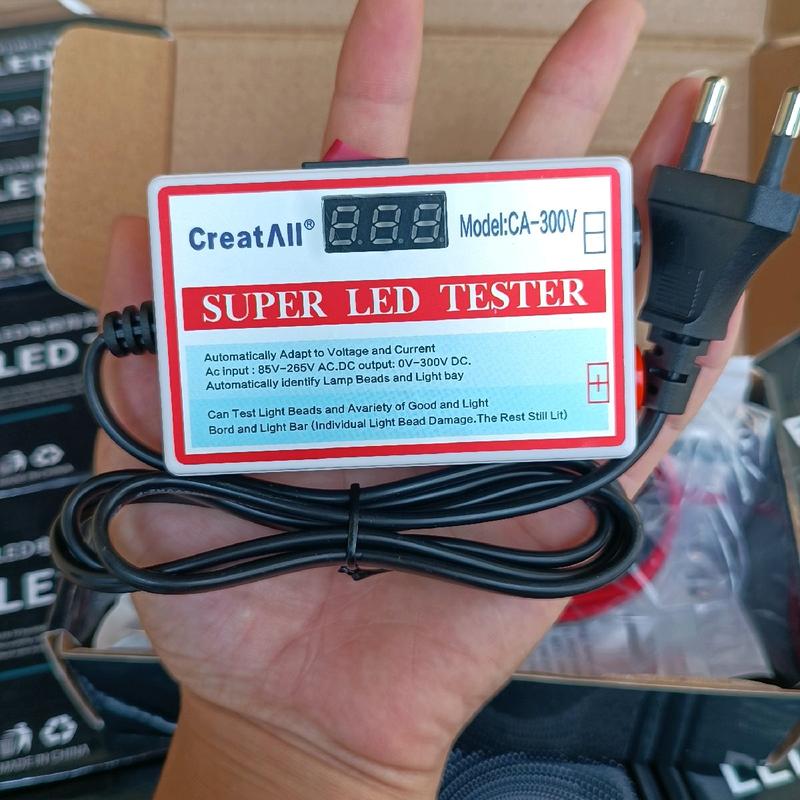 CreatAll®
888
Model:CA-300V
SUPER LED TESTER
Automatically Adapt to Voltage and Current
Ac input : 85V-265V AC.DC output: 0V-300V DC.
Automatically identify Lamp Beads and Light bay
Can Test Light Beads and Avariety of Good and Light
Bord and Light Bar (Individual Light Bead Damage.The Rest Still Lit)
LED
MADE IN CHINA